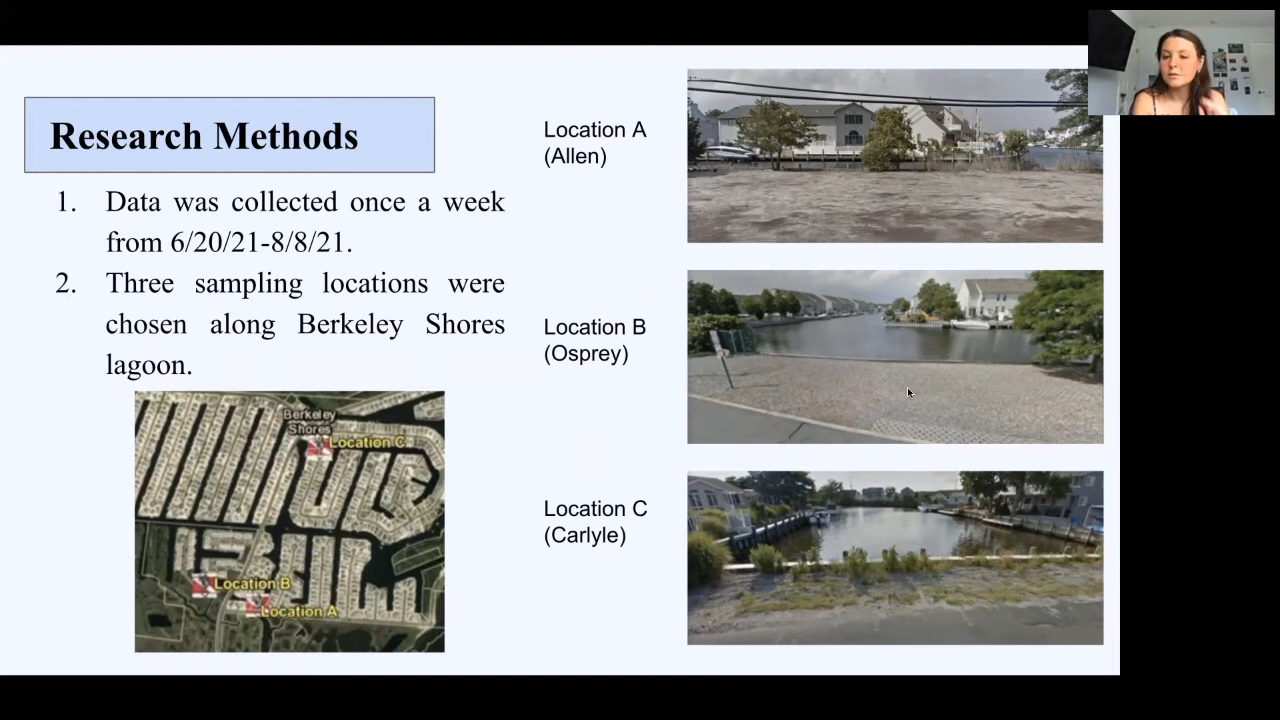 Research Methods
1. Data was collected once a week
from 6/20/21-8/8/21.
2. Three sampling locations were
chosen along Berkeley Shores
lagoon.
Berkeley
Shores
Location C
Location B
Location A
Location A
(Allen)
Location B
(Osprey)
Location C
(Carlyle)